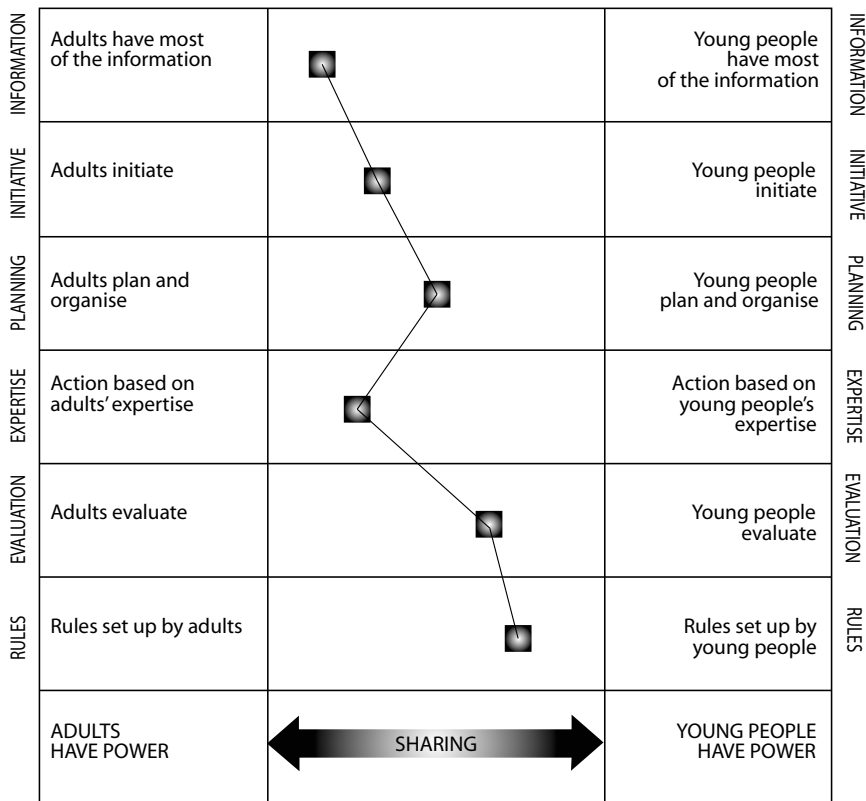 INFORMATION
Adults have most
of the information
Young people
have most
of the information
INFORMATION
INITIATIVE
Adults initiate
Young people
initiate
INITIATIVE
PLANNING
Adults plan and
organise
Young people
plan and organise
PLANNING
EXPERTISE
Action based on
adults’ expertise
Action based on
young people’s
expertise
EXPERTISE
EVALUATION
Adults evaluate
Young people
evaluate
EVALUATION
RULES
Rules set up by adults
Rules set up by
young people
RULES
ADULTS
HAVE POWER
SHARING
YOUNG PEOPLE
HAVE POWER